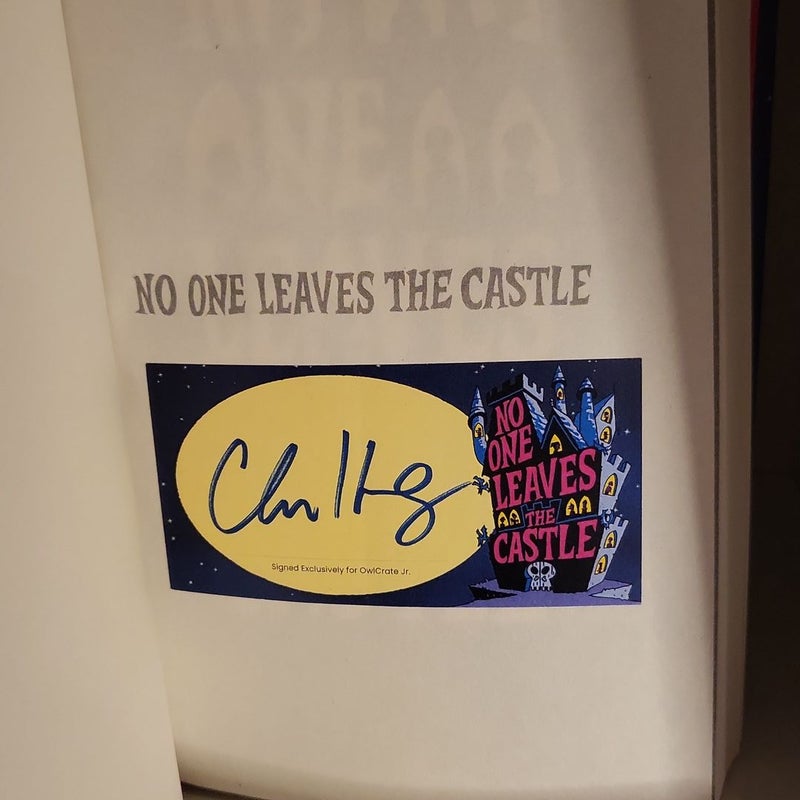 NO ONE LEAVES THE CASTLE
NO
ONE
LEAVES
THE
CASTLE
Signed Exclusively for OwlCrate Jr.